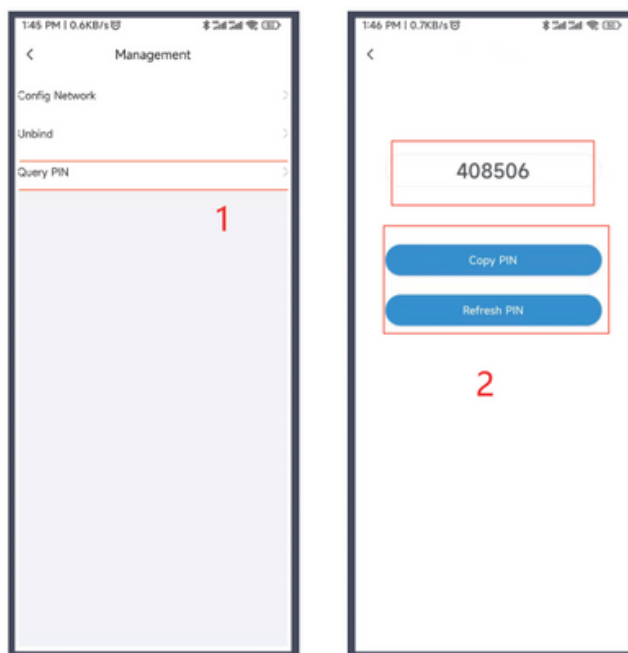 1:45 PM | 0.6KB/s
Management
Config Network
Unbind
Query PIN
1
1:46 PM | 0.7KB/s
408506
Copy PIN
Refresh PIN
2